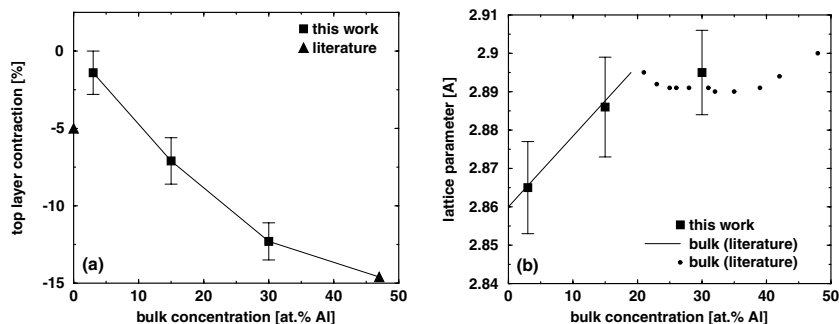 this work
literature
0
-5
-10
-15
top layer contraction [%]
(a)
0 10 20 30 40 50
bulk concentration [at.% Al]
2.91
2.9
2.89
2.88
2.87
2.86
2.85
2.84
lattice parameter [A]
this work
bulk (literature)
bulk (literature)
(b)
0 10 20 30 40 50
bulk concentration [at.% Al]